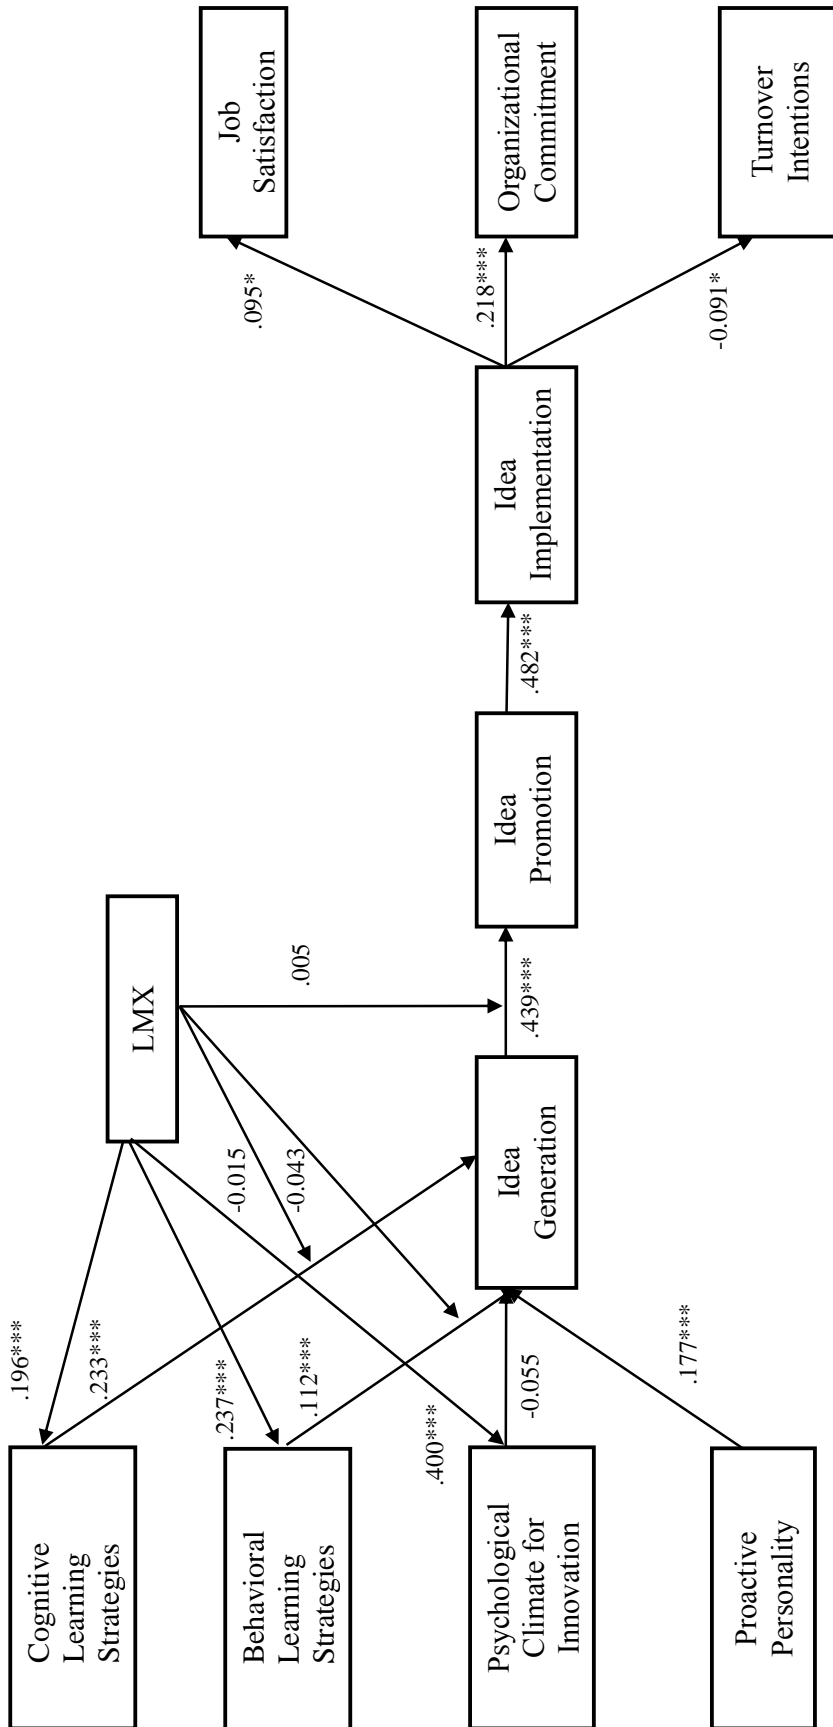 Cognitive
Learning
Strategies
Behavioral
Learning
Strategies
Psychological
Climate for
Innovation
Proactive
Personality
.196***
.233***
.237***
.112***
.400***
-0.055
.177***
LMX
-0.015
-0.043
.005
Idea
Generation
.439***
Idea
Promotion
.482***
Idea
Implementation
.095*
.218***
-0.091*
Job
Satisfaction
Organizational
Commitment
Turnover
Intentions